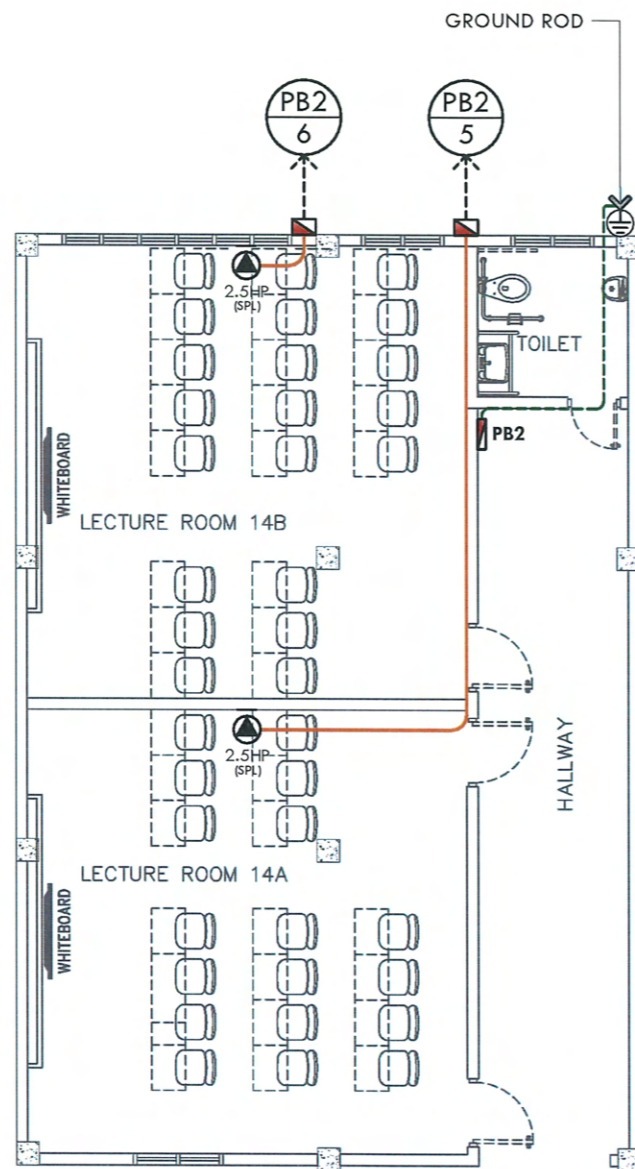 GROUND ROD
PB2
6
PB2
5
2.5HP
(SPL)
TOILET
PB2
WHITEBOARD
LECTURE ROOM 14B
2.5HP
(SPL)
HALLWAY
LECTURE ROOM 14A
WHITEBOARD